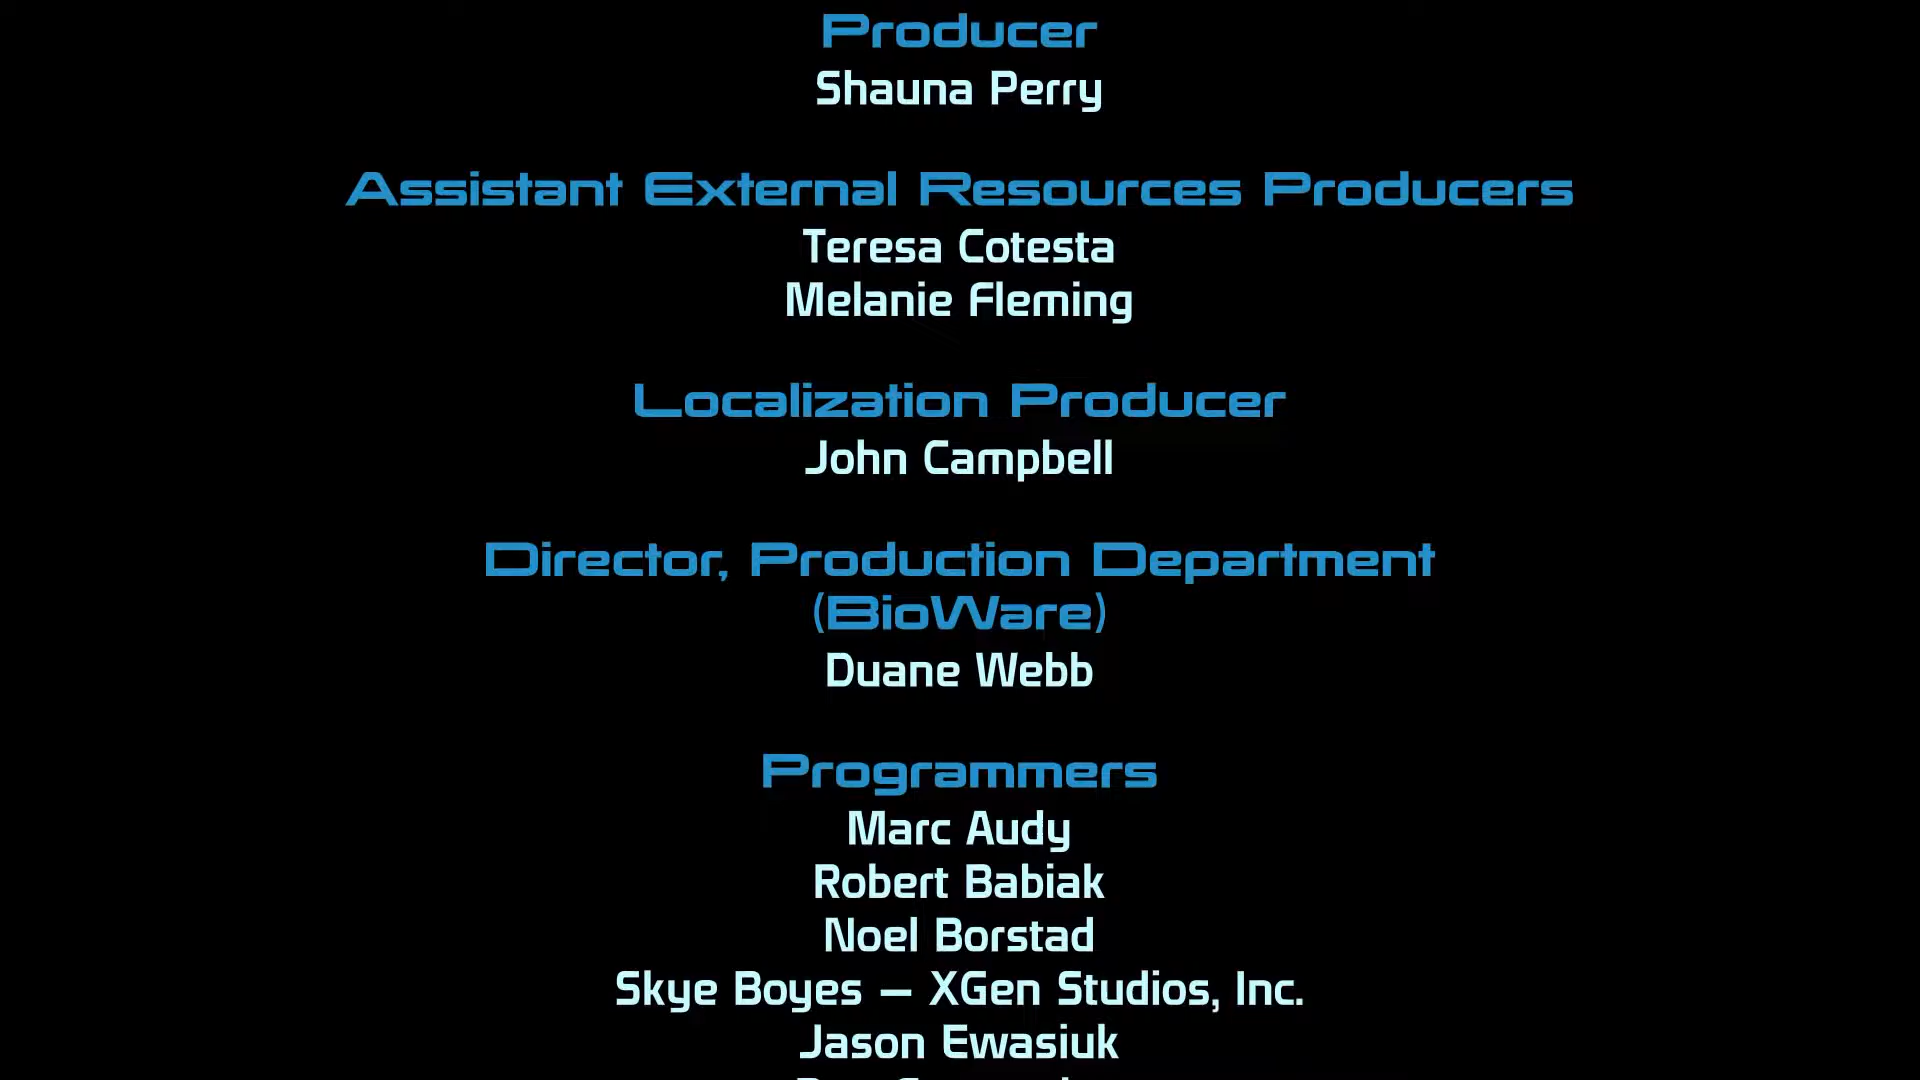 Producer
Shauna Perry
Assistant External Resources Producers
Teresa Cotesta
Melanie Fleming
Localization Producer
John Campbell
Director, Production Department
(BioWare)
Duane Webb
Programmers
Marc Audy
Robert Babiak
Noel Borstad
Skye Boyes — XGen Studios, Inc.
Jason Ewasiuk